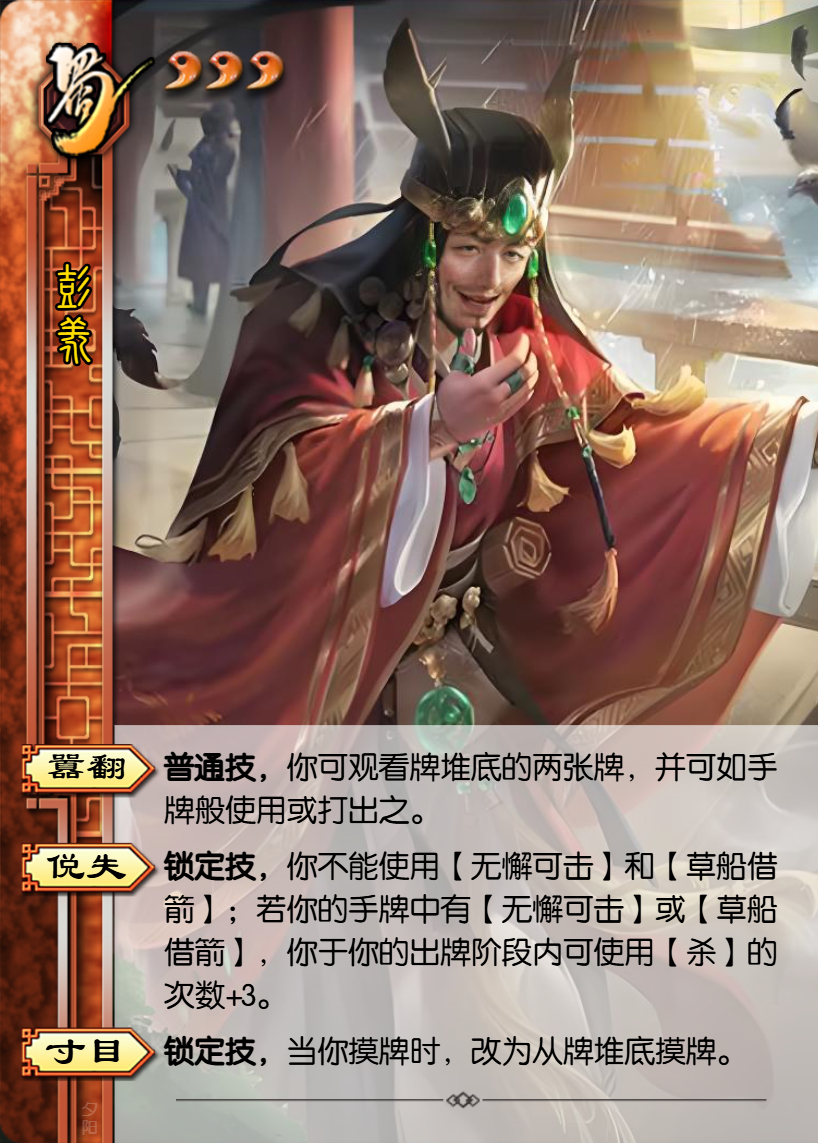 蜀
彭羕
嚣翻
普通技，你可观看牌堆底的两张牌，并可如手
牌般使用或打出之。
悦失
锁定技，你不能使用【无懈可击】和【草船借
箭】；若你的手牌中有【无懈可击】或【草船
借箭】，你于你的出牌阶段内可使用【杀】的
次数+3。
寸目
锁定技，当你摸牌时，改为从牌堆底摸牌。
夕阳